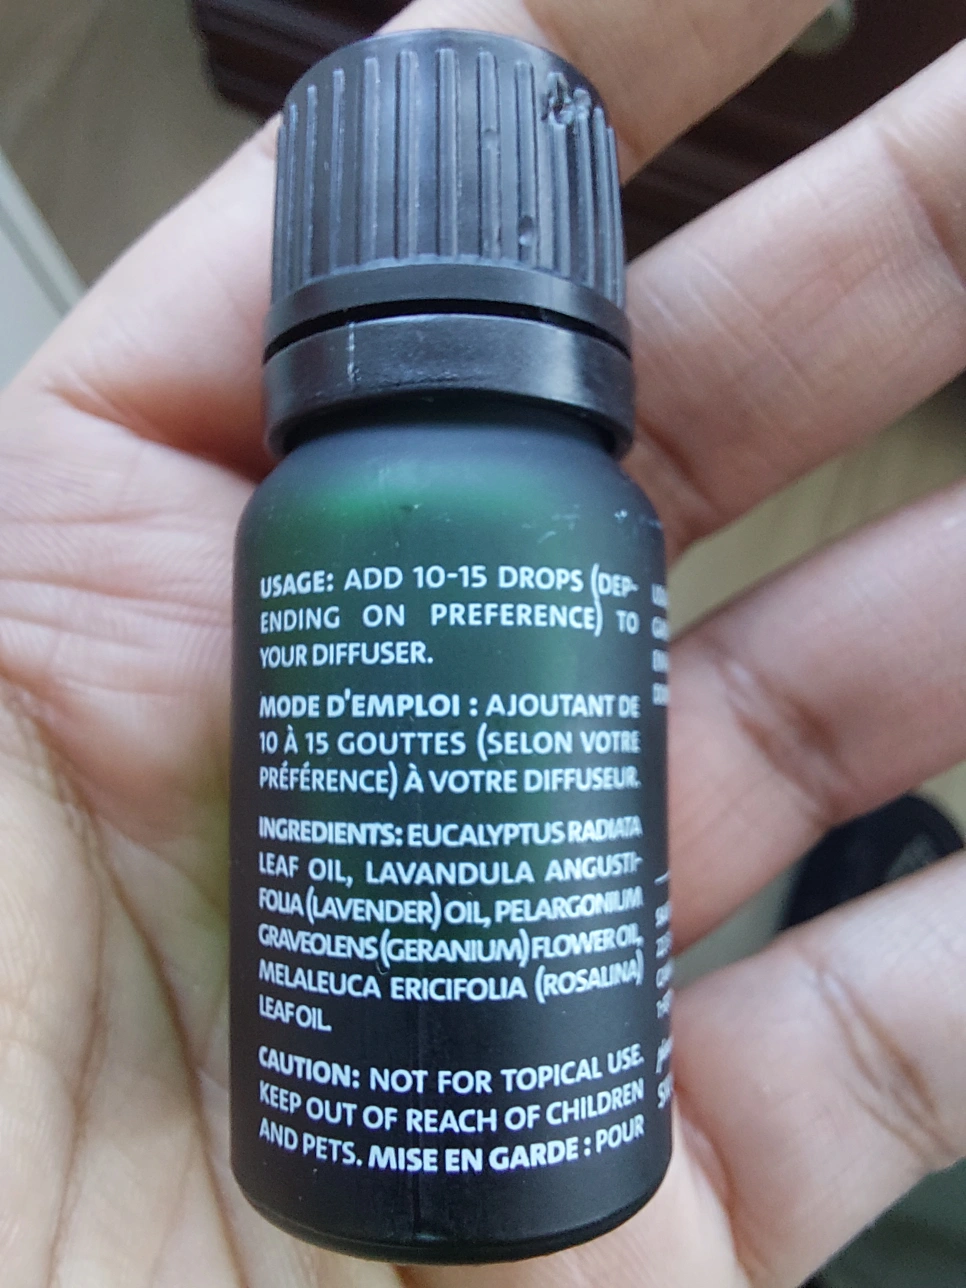 USAGE: ADD 10-15 DROPS (DEP-
ENDING ON PREFERENCE) TO
YOUR DIFFUSER.
MODE D'EMPLOI : AJOUTANT DE
10 À 15 GOUTTES (SELON VOTRE
PRÉFÉRENCE) À VOTRE DIFFUSEUR.
INGREDIENTS: EUCALYPTUS RADIATA
LEAF OIL, LAVANDULA ANGUSTI-
FOLIA (LAVENDER) OIL, PELARGONIUM
GRAVEOLENS (GERANIUM) FLOWER OIL,
MELALEUCA ERICIFOLIA (ROSALINA)
LEAF OIL.
CAUTION: NOT FOR TOPICAL USE.
KEEP OUT OF REACH OF CHILDREN
AND PETS. MISE EN GARDE : POUR